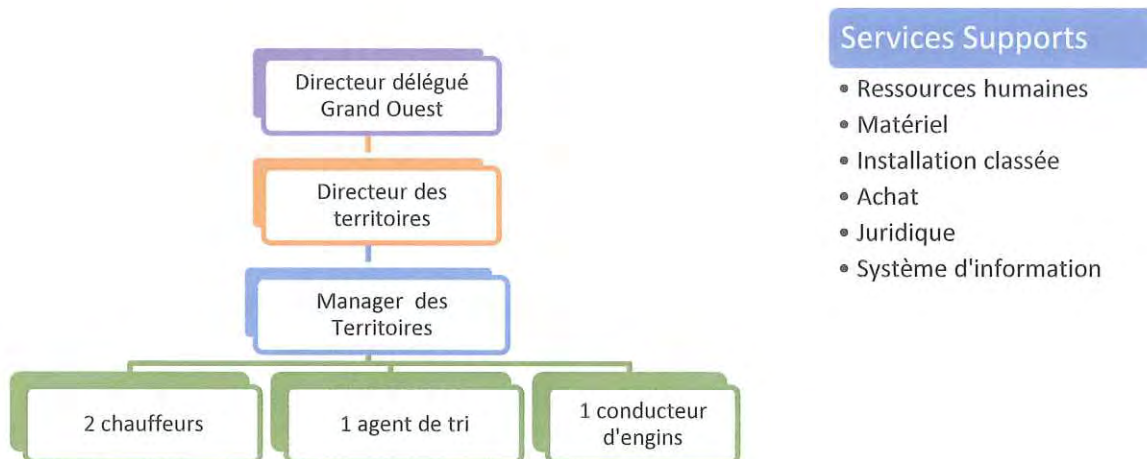 Directeur délégué
Grand Ouest
Directeur des
territoires
Manager des
Territoires
2 chauffeurs
1 agent de tri
1 conducteur
d'engins
Services Supports
• Ressources humaines
• Matériel
• Installation classée
• Achat
• Juridique
• Système d'information